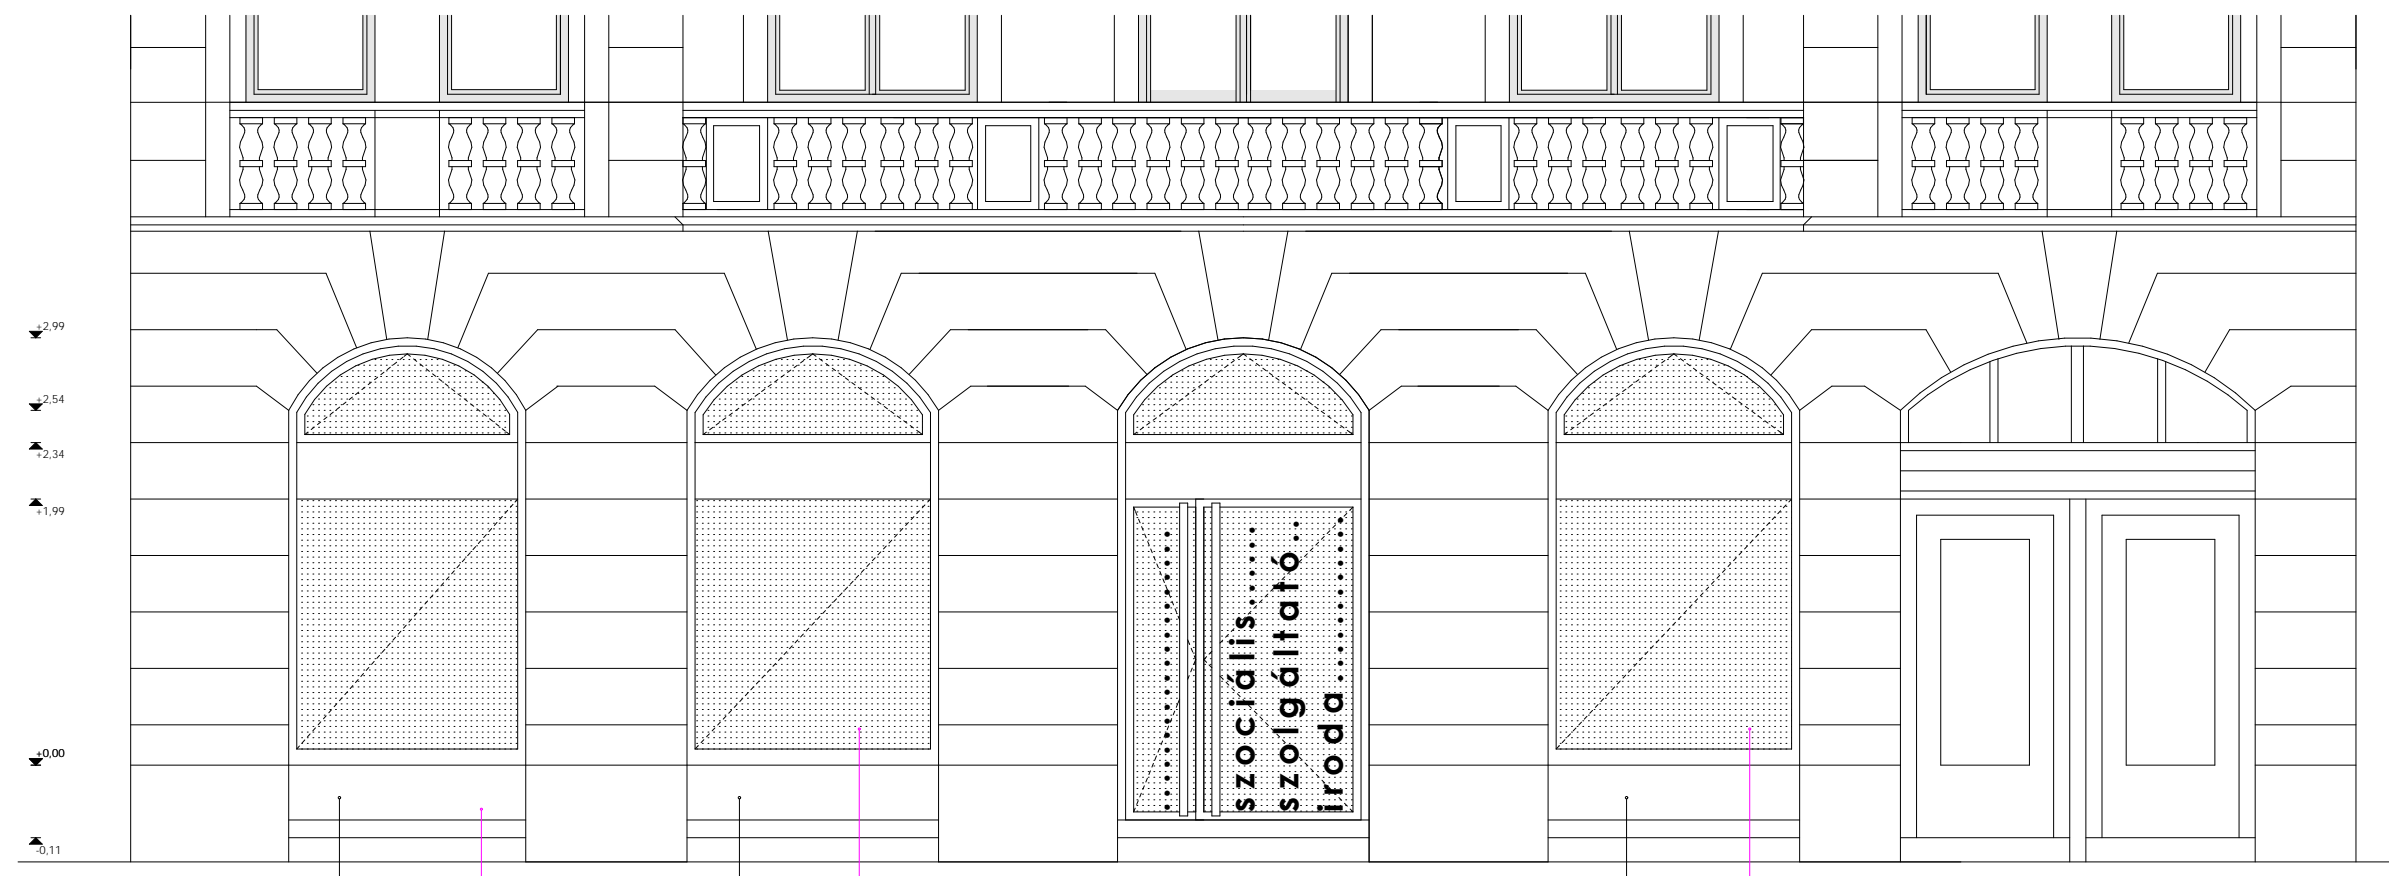 +2,99
+2,54
+2,34
+1,99
+0,00
-0,11
szociális........
szolgáltató..
iroda............